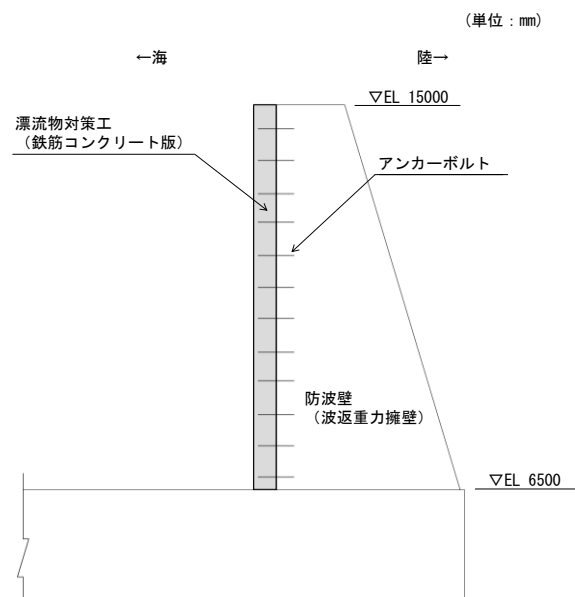 （単位：mm）
←海
陸→
▽EL 15000
漂流物対策工
（鉄筋コンクリート版）
アンカーボルト
防波壁
（波返重力擁壁）
▽EL 6500